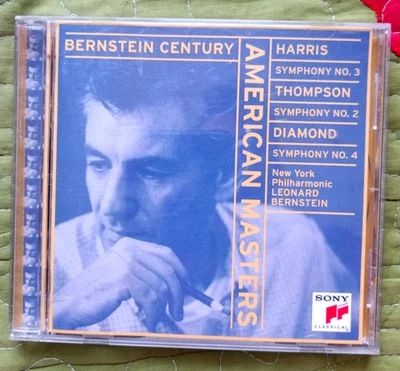 BERNSTEIN CENTURY
AMERICAN MASTERS
HARRIS
SYMPHONY NO. 3
THOMPSON
SYMPHONY NO. 2
DIAMOND
SYMPHONY NO. 4
New York
Philharmonic
LEONARD
BERNSTEIN
SONY
CLASSICAL